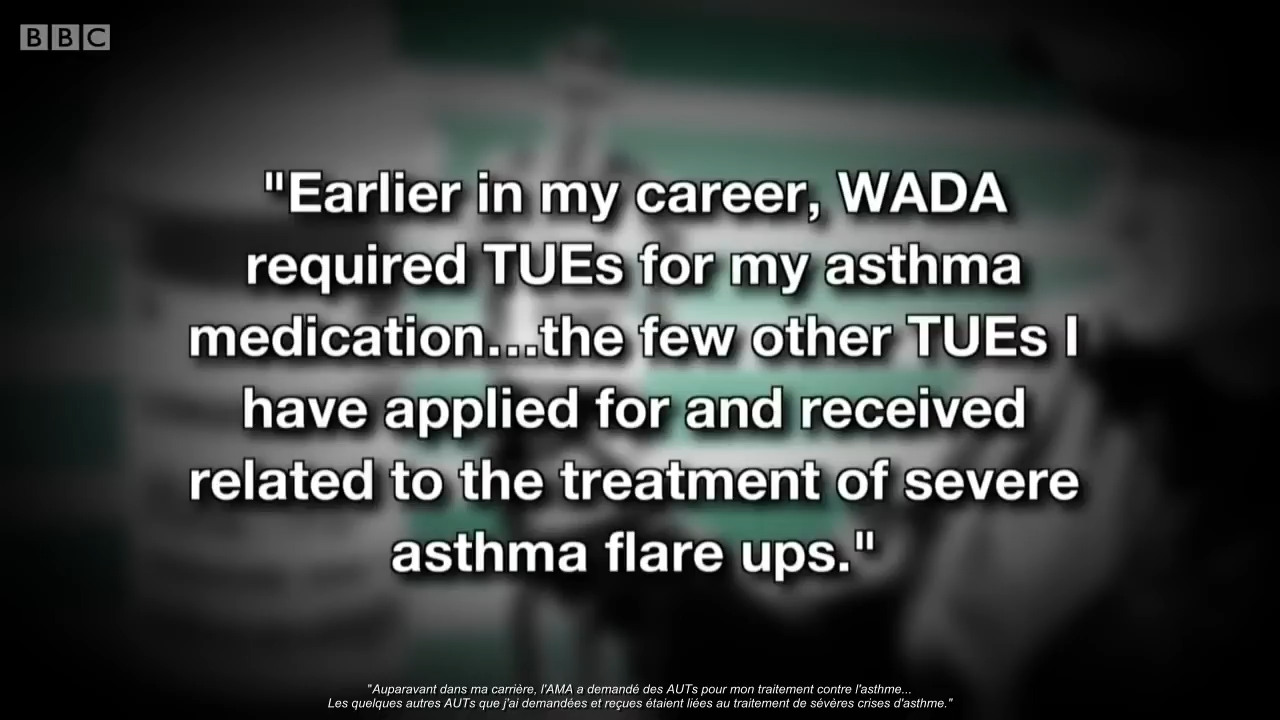 BBC
"Earlier in my career, WADA
required TUEs for my asthma
medication...the few other TUEs I
have applied for and received
related to the treatment of severe
asthma flare ups."
"Auparavant dans ma carrière, l'AMA a demandé des AUTs pour mon traitement contre l'asthme...
Les quelques autres AUTs que j'ai demandées et reçues étaient liées au traitement de sévères crises d'asthme."